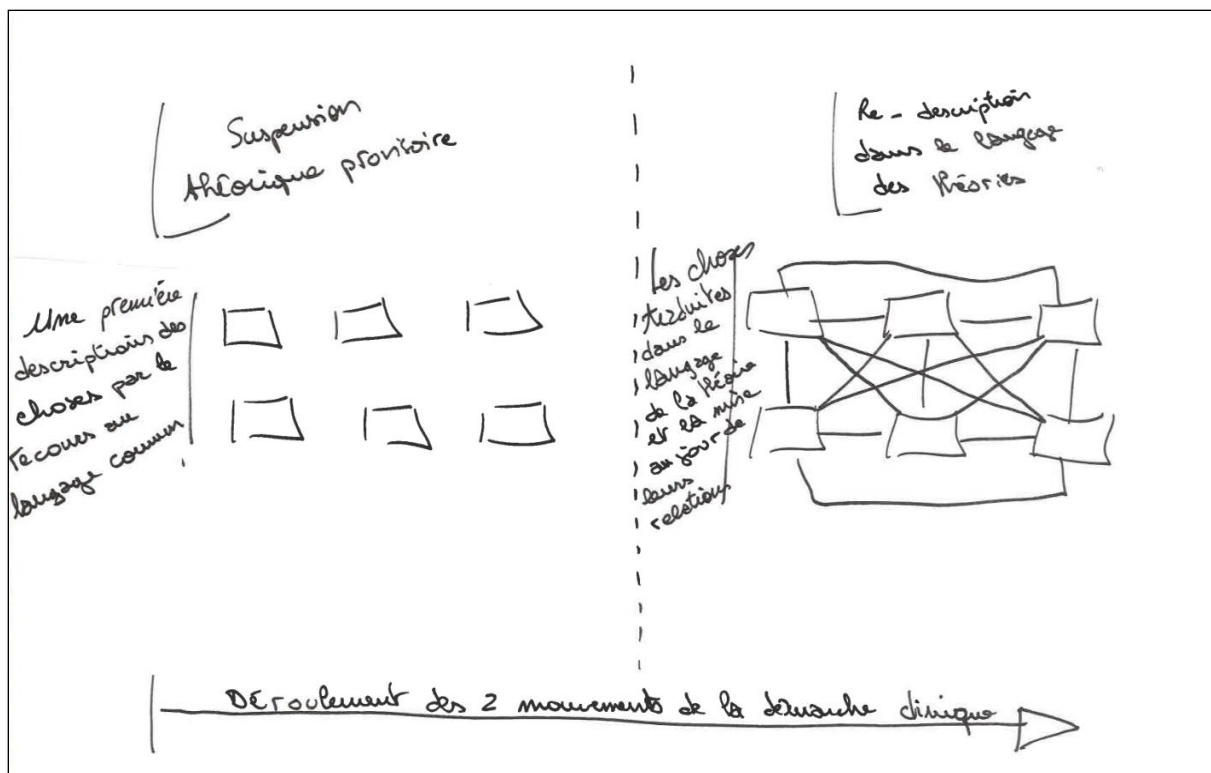 Suspension
théorique provisoire
Re-description
dans le langage
des théories
Une première
descriptions des
choses par le
recours au
langage commun
Les choses
traduites
dans le
langage
de la théorie
et la mise
au jour de
leurs
relations
Déroulement des 2 mouvements de la démarche clinique